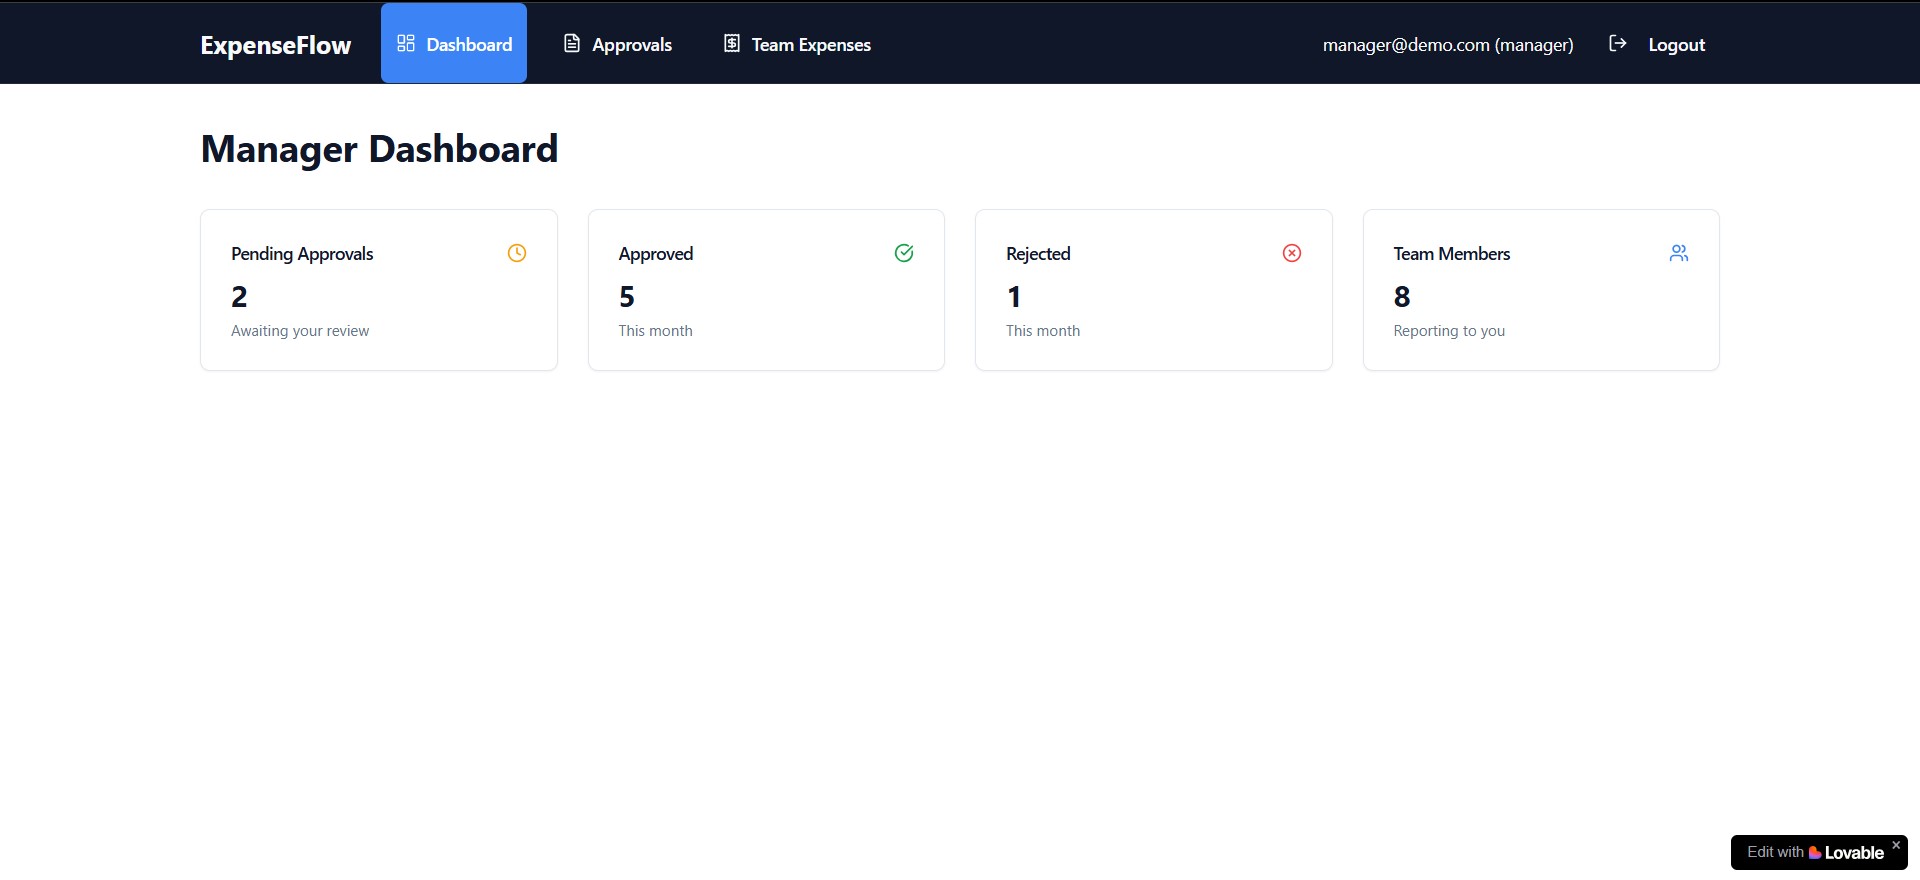 ExpenseFlow Dashboard Approvals Team Expenses manager@demo.com (manager) Logout
Manager Dashboard
Pending Approvals
2
Awaiting your review
Approved
5
This month
Rejected
1
This month
Team Members
8
Reporting to you
Edit with Lovable ×